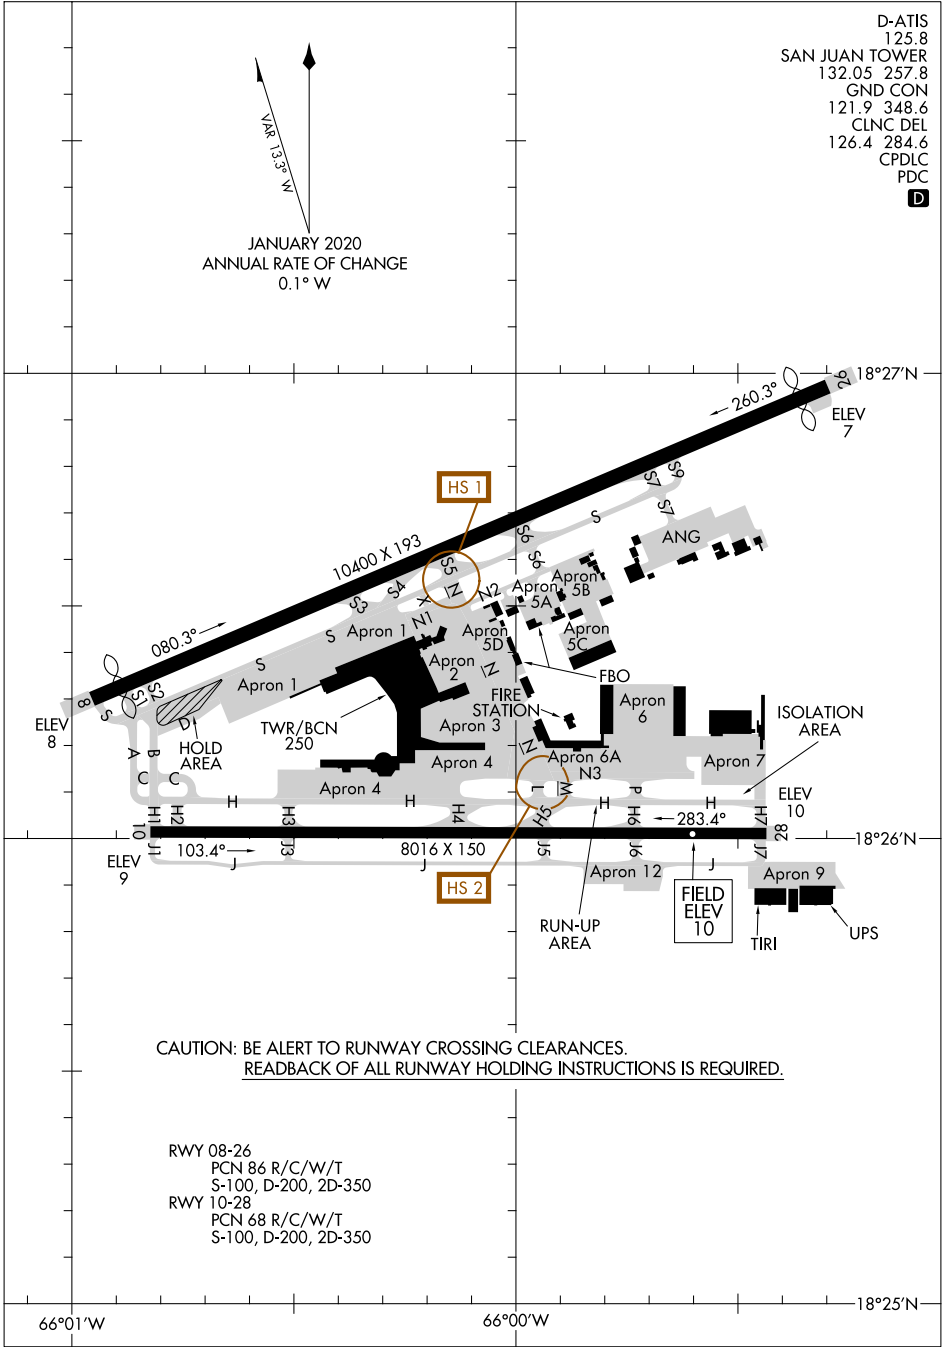 D-ATIS
125.8
SAN JUAN TOWER
132.05 257.8
GND CON
121.9 348.6
CLNC DEL
126.4 284.6
CPDLC
PDC
D
VAR 13.3° W
JANUARY 2020
ANNUAL RATE OF CHANGE
0.1° W
18°27'N
26
260.3°
ELEV
7
HS 1
S9
S7
S7
S
S6
S6
ANG
10400 X 193
S5
N
S4
S3
X
N1
N2
Apron
5A
Apron
5B
Apron
5C
Apron
5D
Apron 1
S
080.3°
S
Apron 1
Apron
2
N
FBO
8
S
S1
S2
D
ELEV
8
HOLD
AREA
TWR/BCN
250
Apron 3
FIRE
STATION
Apron
6
ISOLATION
AREA
A
B
C
C
Apron 4
Apron 4
N
Apron 6A
N3
Apron 7
L
M
P
H
H
H
H
H1
H2
H3
H4
H5
H6
H7
ELEV
10
283.4°
10
28
18°26'N
ELEV
9
103.4°
8016 X 150
J1
J
J3
J
J5
J6
J
J7
HS 2
Apron 12
Apron 9
RUN-UP
AREA
FIELD
ELEV
10
TIRI
UPS
CAUTION: BE ALERT TO RUNWAY CROSSING CLEARANCES.
READBACK OF ALL RUNWAY HOLDING INSTRUCTIONS IS REQUIRED.
RWY 08-26
PCN 86 R/C/W/T
S-100, D-200, 2D-350
RWY 10-28
PCN 68 R/C/W/T
S-100, D-200, 2D-350
18°25'N
66°01'W
66°00'W